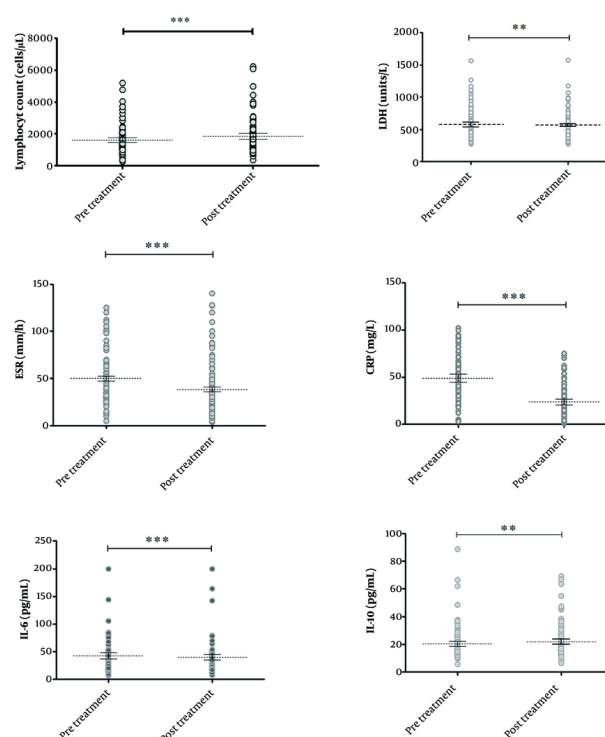 ***
Lymphocyt count (cells/µL)
8000
6000
4000
2000
0
Pre treatment
Post treatment
**
LDH (units/L)
2000
1500
1000
500
0
Pre treatment
Post treatment
***
ESR (mm/h)
150
100
50
0
Pre treatment
Post treatment
***
CRP (mg/L)
150
100
50
0
Pre treatment
Post treatment
***
IL-6 (pg/mL)
250
200
150
100
50
0
Pre treatment
Post treatment
**
IL-10 (pg/mL)
100
80
60
40
20
0
Pre treatment
Post treatment